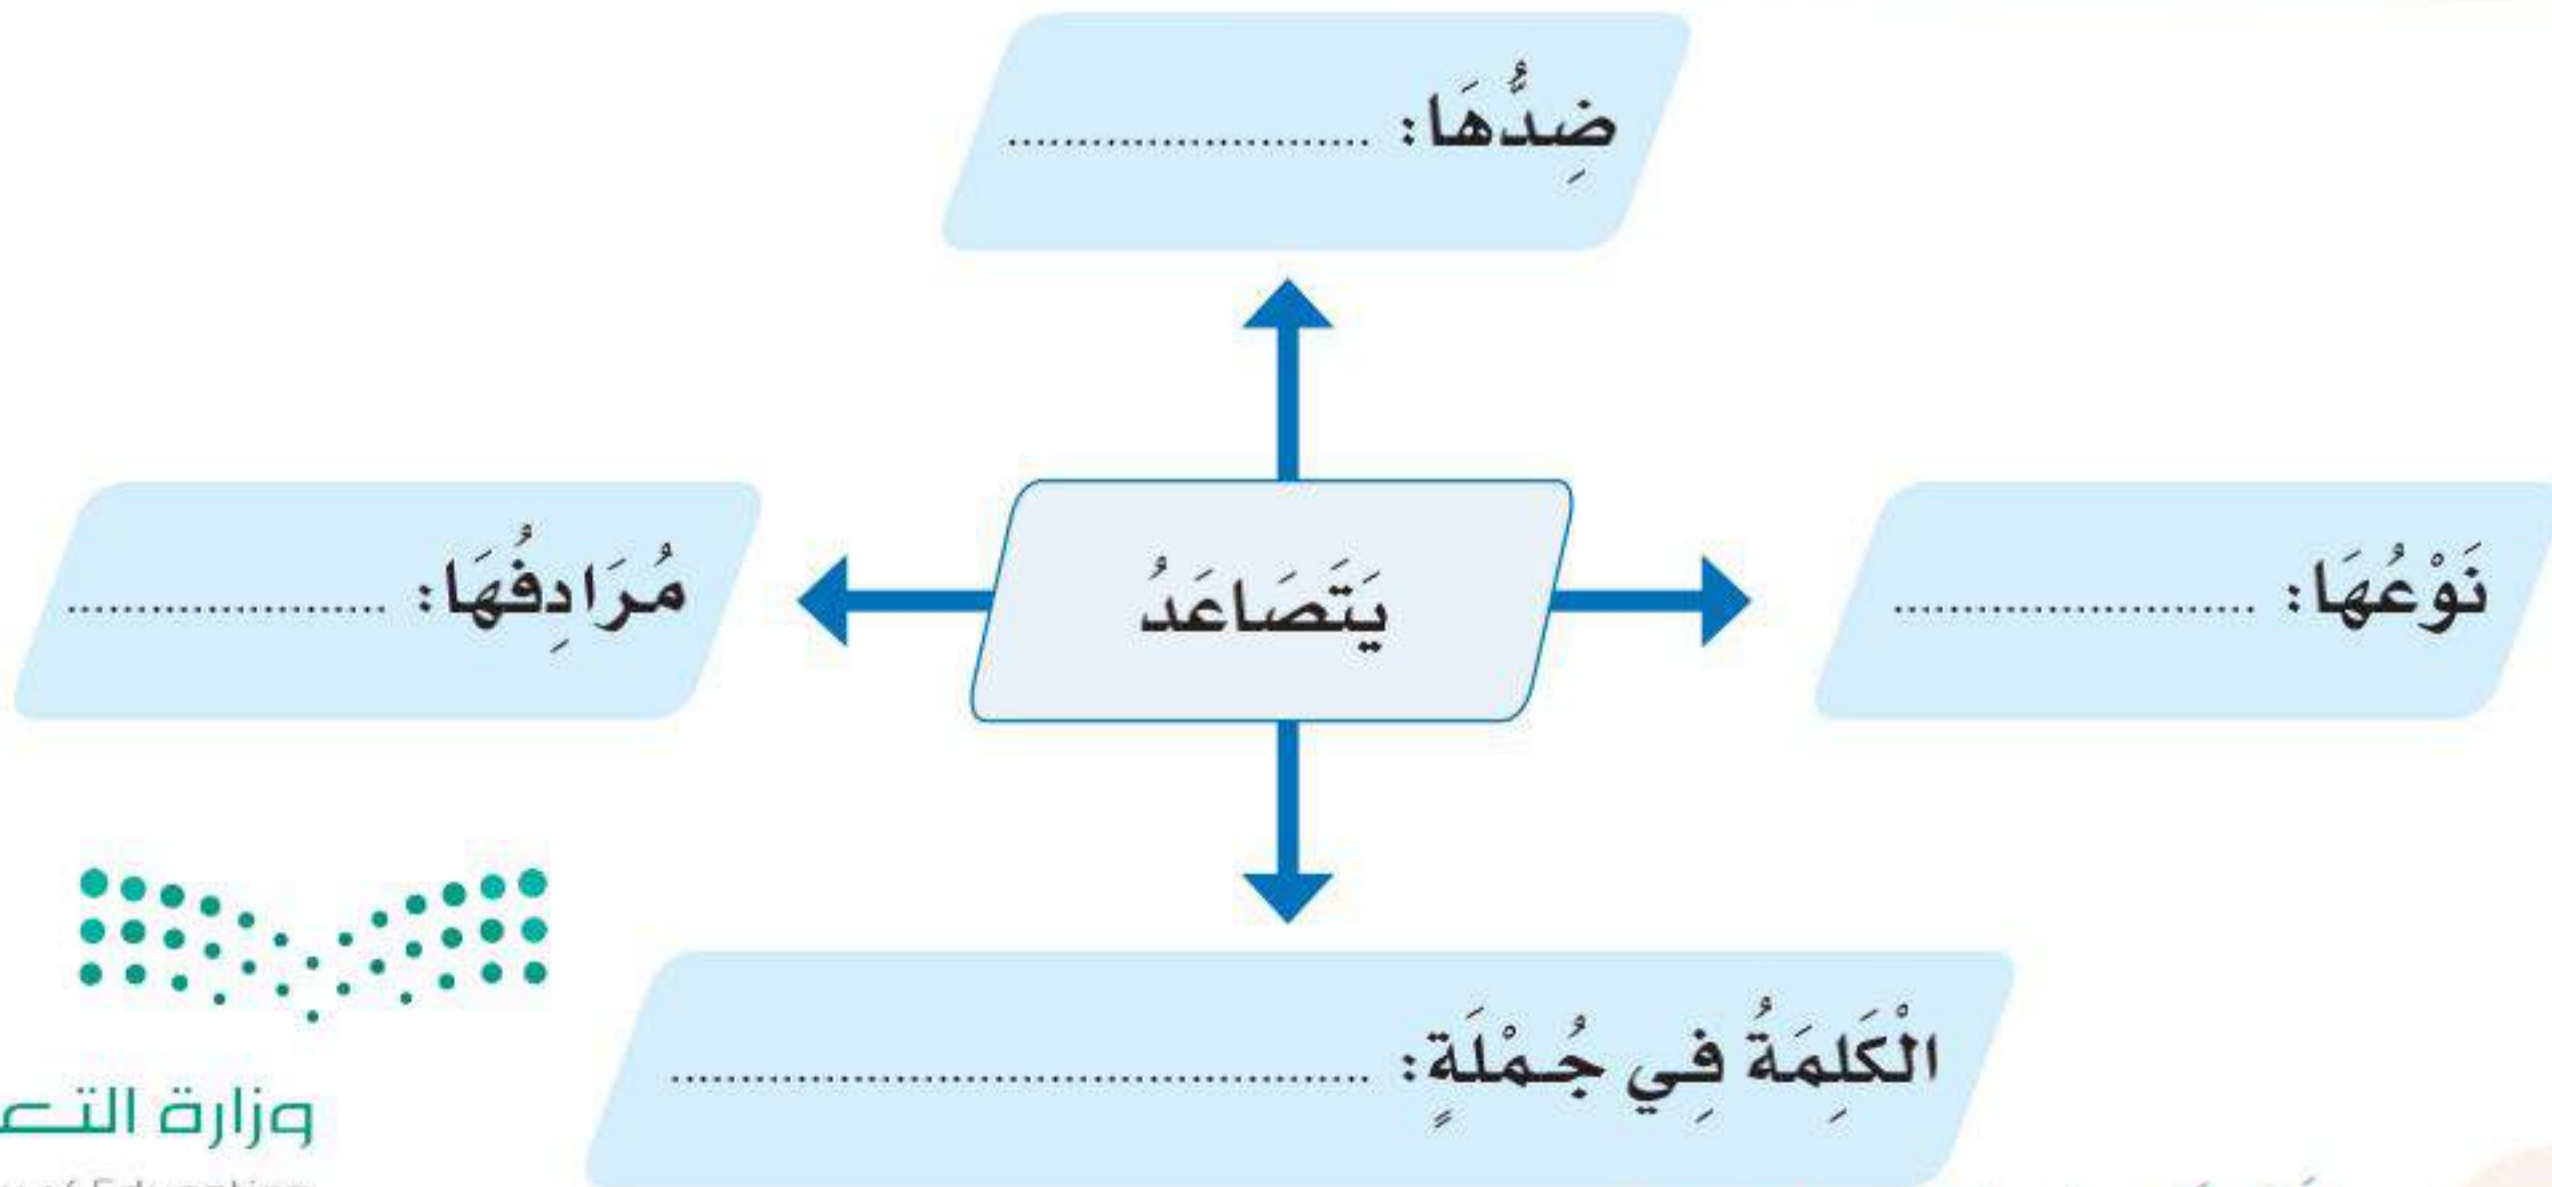 ضِدُّهَا: ..........................
نَوْعُهَا: ..........................
يَتَصَاعَدُ
مُرَادِفُهَا: .......................
الْكَلِمَةُ فِي جُمْلَةٍ: ..................................................
وزارة التـ